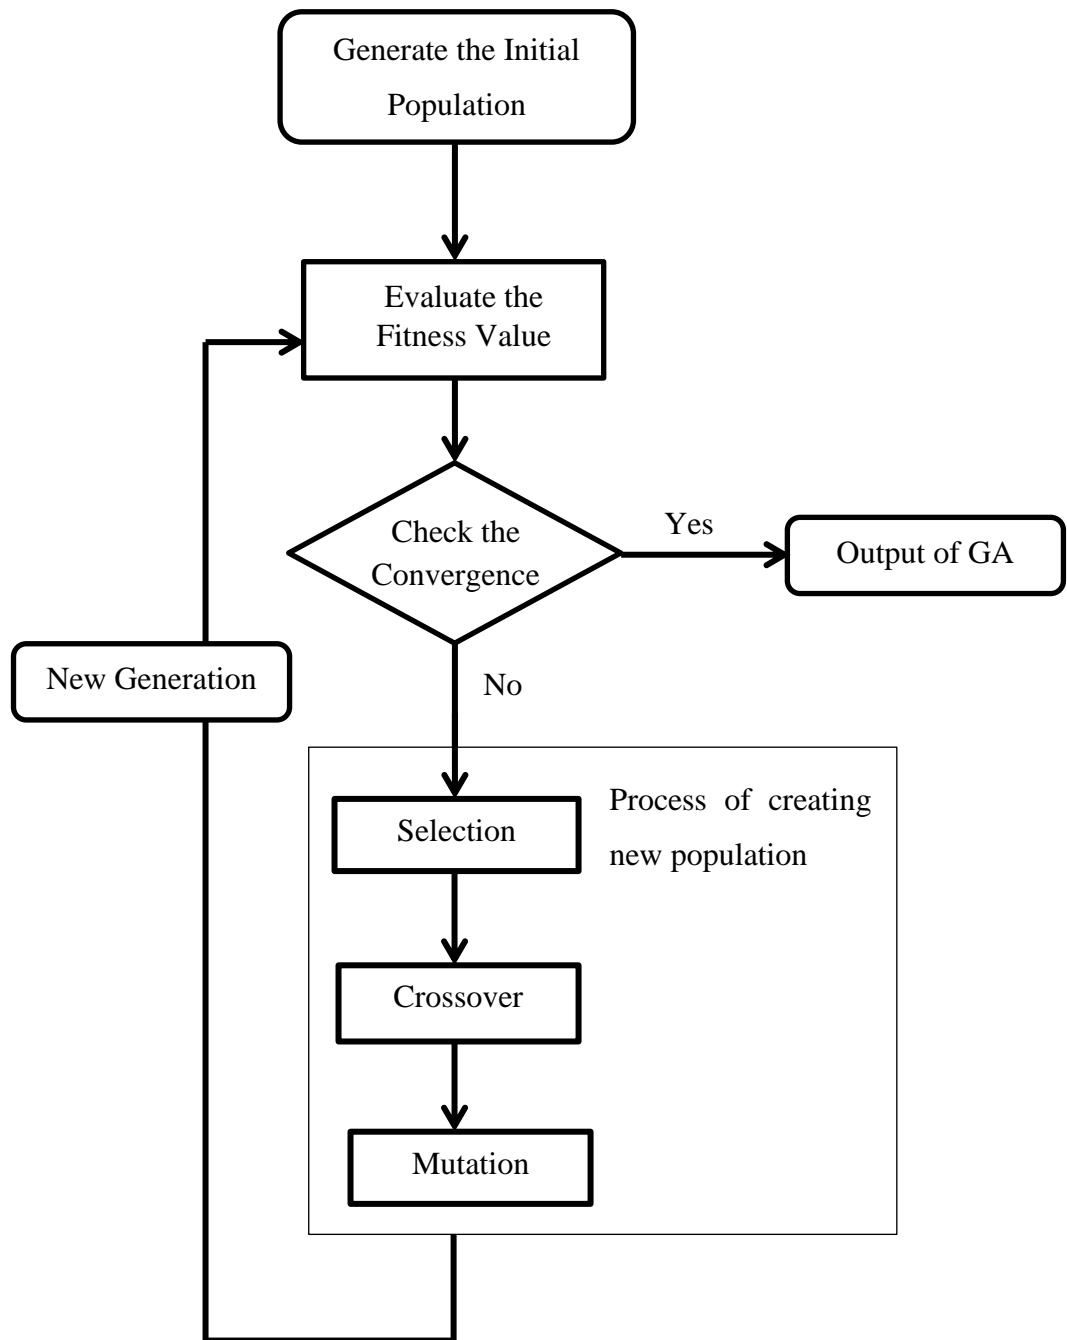 Generate the Initial
Population
Evaluate the
Fitness Value
Check the
Convergence
Yes
Output of GA
New Generation
No
Selection
Process of creating
new population
Crossover
Mutation